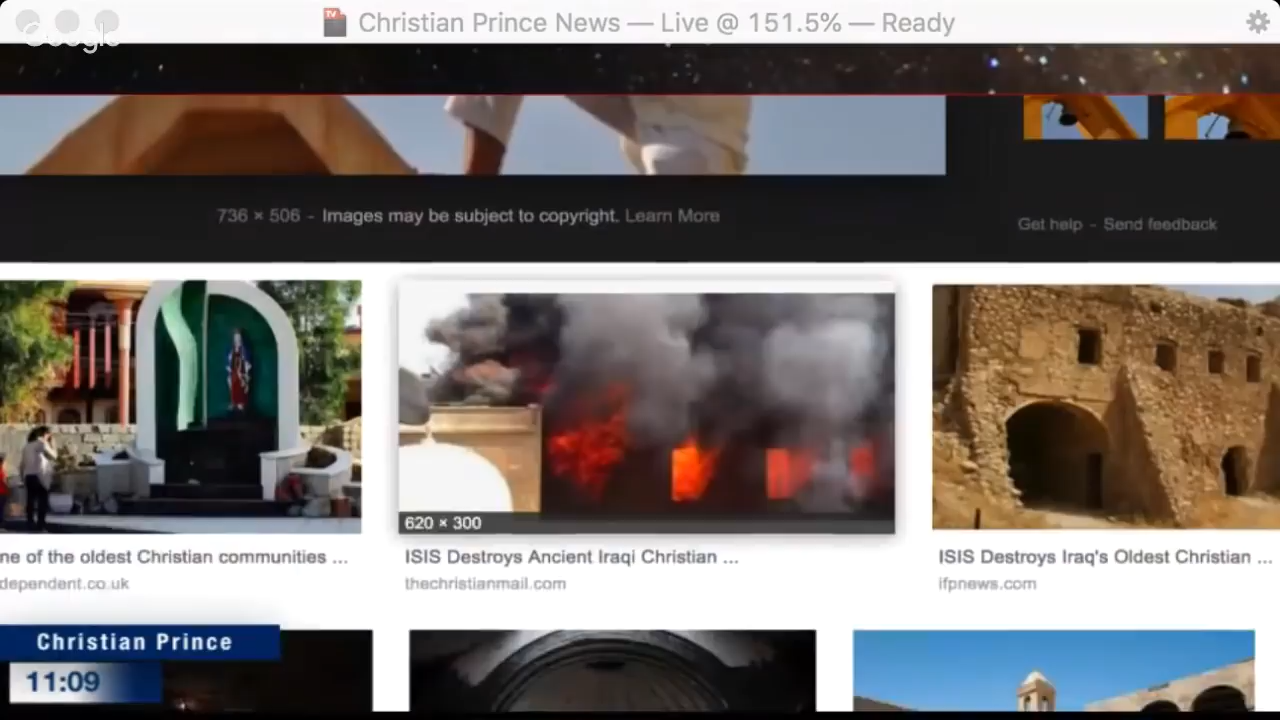 TV
Christian Prince News — Live @ 151.5% — Ready
Google
736 × 506 - Images may be subject to copyright. Learn More
Get help - Send feedback
620 × 300
ne of the oldest Christian communities ...
dependent.co.uk
ISIS Destroys Ancient Iraqi Christian ...
thechristianmail.com
ISIS Destroys Iraq's Oldest Christian ...
ifpnews.com
Christian Prince
11:09